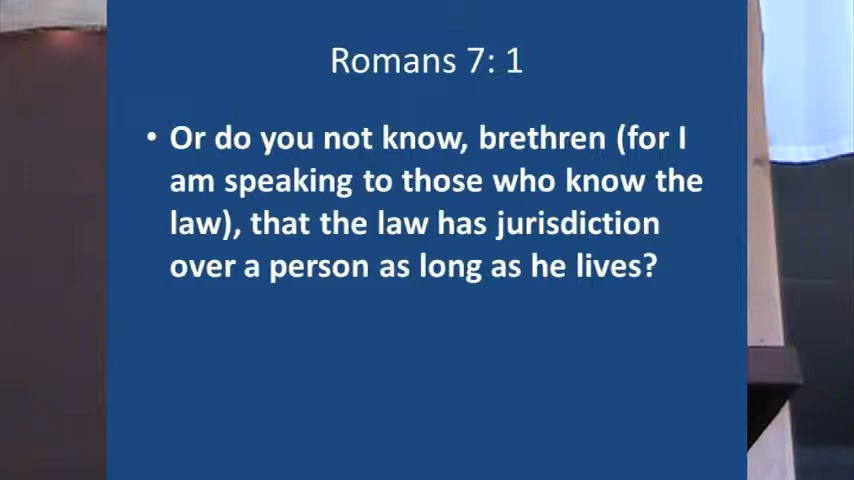 Romans 7: 1
• Or do you not know, brethren (for I
am speaking to those who know the
law), that the law has jurisdiction
over a person as long as he lives?